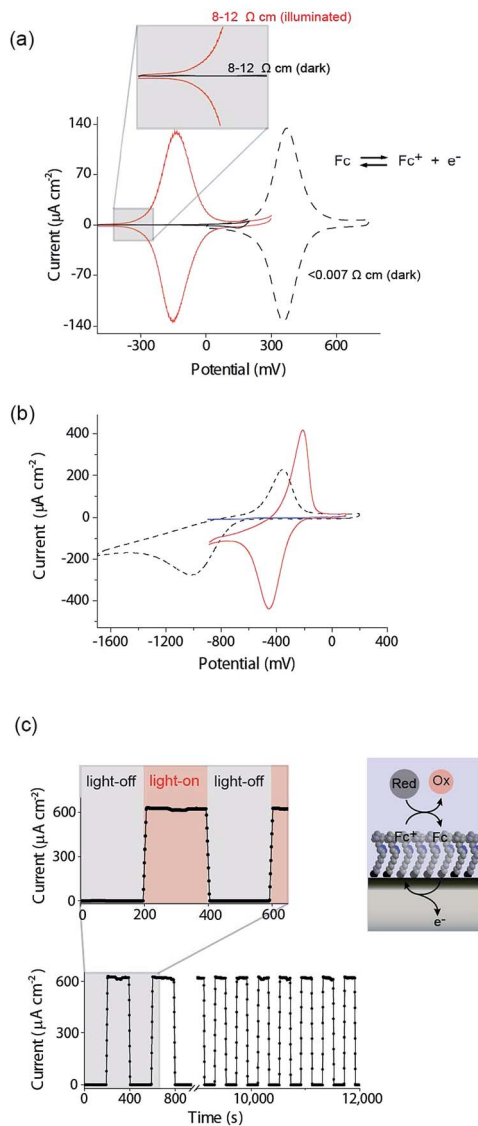 (a)
8-12 Ω cm (illuminated)
8-12 Ω cm (dark)
140
70
0
-70
-140
Current (µA cm⁻²)
Fc ⇌ Fc⁺ + e⁻
<0.007 Ω cm (dark)
-300 0 300 600
Potential (mV)
(b)
400
200
0
-200
-400
Current (µA cm⁻²)
-1600 -1200 -800 -400 0
Potential (mV)
(c)
light-off light-on light-off
600
300
0
Current (µA cm⁻²)
0 200 400 600
Red Ox
Fc⁺ Fc
e⁻
600
300
0
Current (µA cm⁻²)
0 400 800 10,000 12,000
Time (s)